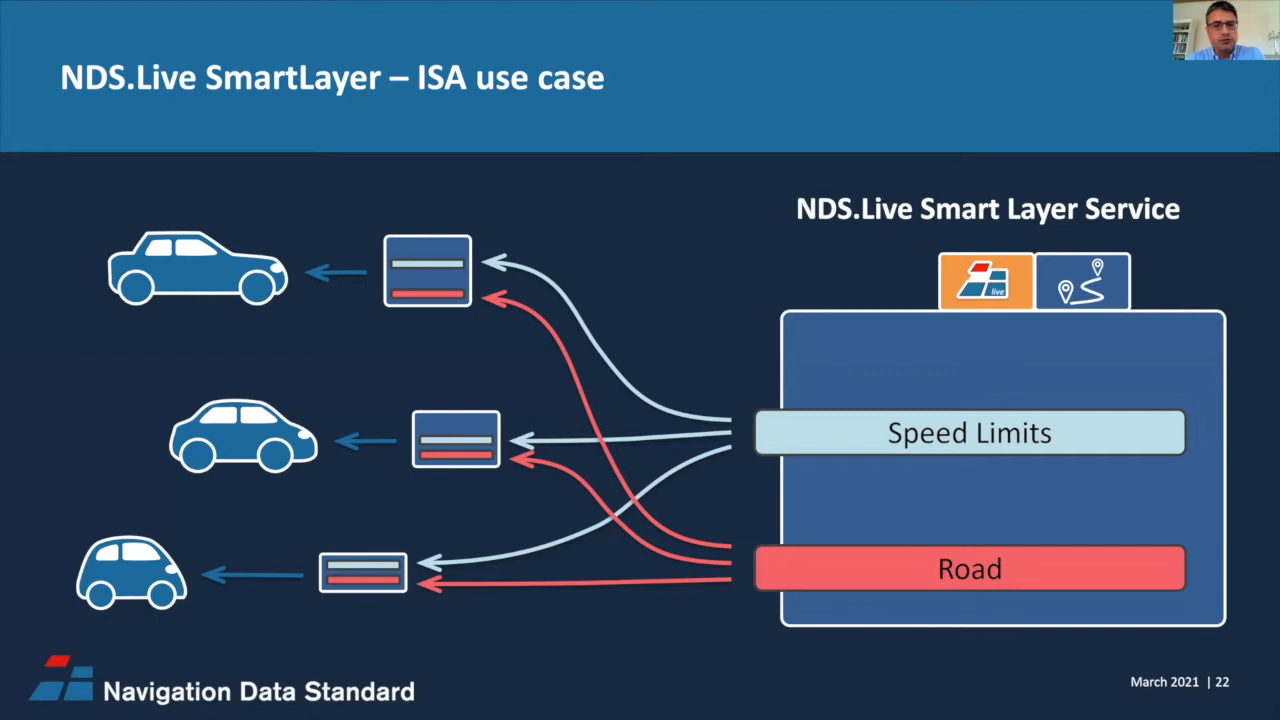 NDS.Live SmartLayer – ISA use case
NDS.Live Smart Layer Service
live
Speed Limits
Road
Navigation Data Standard
March 2021 | 22